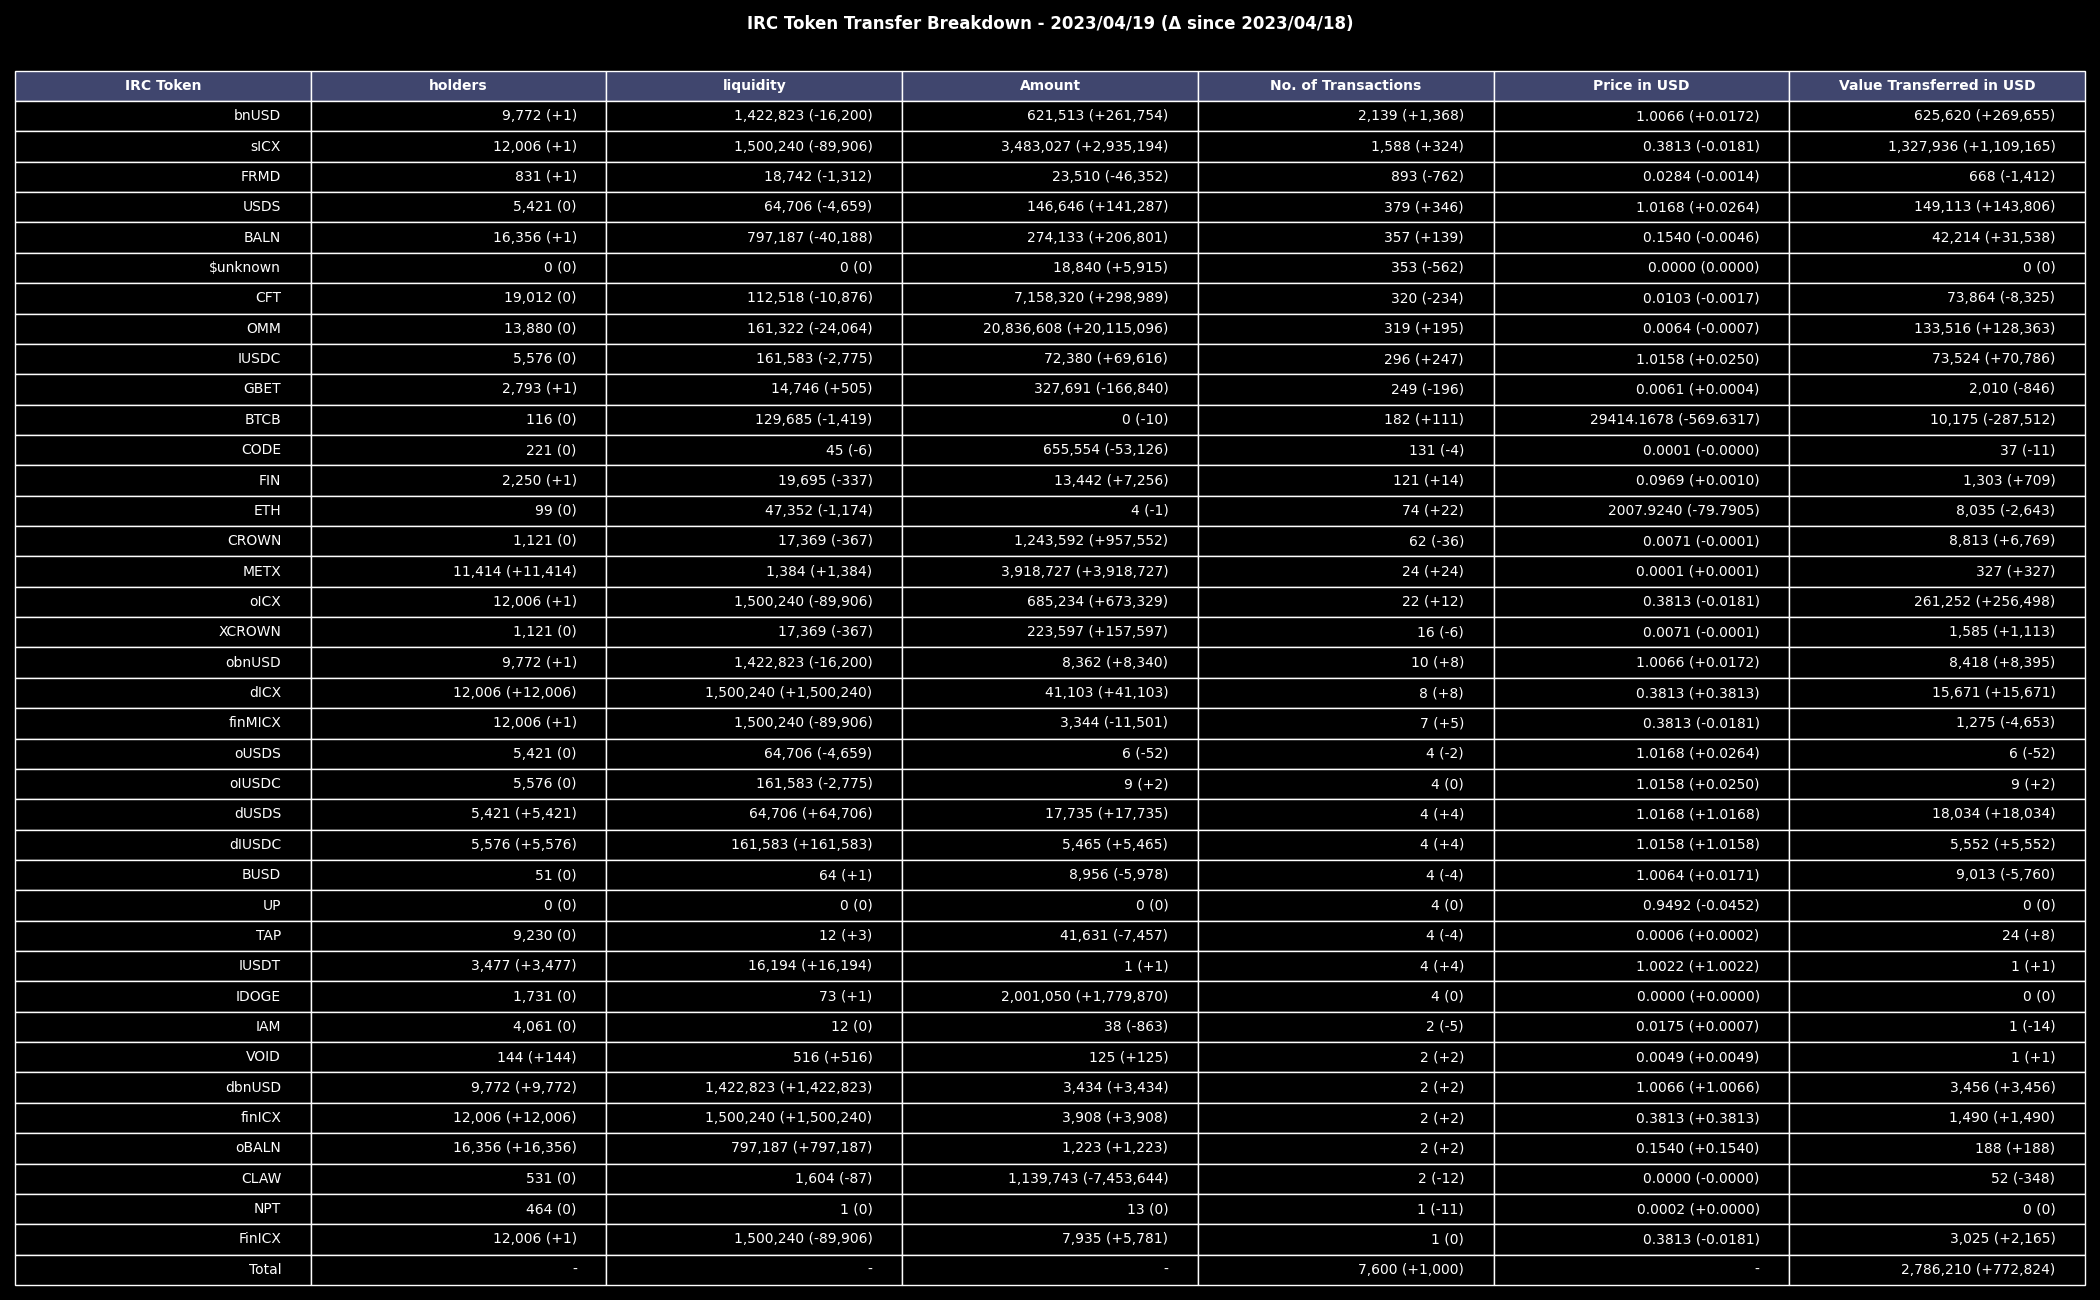 IRC Token Transfer Breakdown - 2023/04/19 (Δ since 2023/04/18)
IRC Token holders liquidity Amount No. of Transactions Price in USD Value Transferred in USD
bnUSD 9,772 (+1) 1,422,823 (-16,200) 621,513 (+261,754) 2,139 (+1,368) 1.0066 (+0.0172) 625,620 (+269,655)
sICX 12,006 (+1) 1,500,240 (-89,906) 3,483,027 (+2,935,194) 1,588 (+324) 0.3813 (-0.0181) 1,327,936 (+1,109,165)
FRMD 831 (+1) 18,742 (-1,312) 23,510 (-46,352) 893 (-762) 0.0284 (-0.0014) 668 (-1,412)
USDS 5,421 (0) 64,706 (-4,659) 146,646 (+141,287) 379 (+346) 1.0168 (+0.0264) 149,113 (+143,806)
BALN 16,356 (+1) 797,187 (-40,188) 274,133 (+206,801) 357 (+139) 0.1540 (-0.0046) 42,214 (+31,538)
$unknown 0 (0) 0 (0) 18,840 (+5,915) 353 (-562) 0.0000 (0.0000) 0 (0)
CFT 19,012 (0) 112,518 (-10,876) 7,158,320 (+298,989) 320 (-234) 0.0103 (-0.0017) 73,864 (-8,325)
OMM 13,880 (0) 161,322 (-24,064) 20,836,608 (+20,115,096) 319 (+195) 0.0064 (-0.0007) 133,516 (+128,363)
IUSDC 5,576 (0) 161,583 (-2,775) 72,380 (+69,616) 296 (+247) 1.0158 (+0.0250) 73,524 (+70,786)
GBET 2,793 (+1) 14,746 (+505) 327,691 (-166,840) 249 (-196) 0.0061 (+0.0004) 2,010 (-846)
BTCB 116 (0) 129,685 (-1,419) 0 (-10) 182 (+111) 29414.1678 (-569.6317) 10,175 (-287,512)
CODE 221 (0) 45 (-6) 655,554 (-53,126) 131 (-4) 0.0001 (-0.0000) 37 (-11)
FIN 2,250 (+1) 19,695 (-337) 13,442 (+7,256) 121 (+14) 0.0969 (+0.0010) 1,303 (+709)
ETH 99 (0) 47,352 (-1,174) 4 (-1) 74 (+22) 2007.9240 (-79.7905) 8,035 (-2,643)
CROWN 1,121 (0) 17,369 (-367) 1,243,592 (+957,552) 62 (-36) 0.0071 (-0.0001) 8,813 (+6,769)
METX 11,414 (+11,414) 1,384 (+1,384) 3,918,727 (+3,918,727) 24 (+24) 0.0001 (+0.0001) 327 (+327)
oICX 12,006 (+1) 1,500,240 (-89,906) 685,234 (+673,329) 22 (+12) 0.3813 (-0.0181) 261,252 (+256,498)
XCROWN 1,121 (0) 17,369 (-367) 223,597 (+157,597) 16 (-6) 0.0071 (-0.0001) 1,585 (+1,113)
obnUSD 9,772 (+1) 1,422,823 (-16,200) 8,362 (+8,340) 10 (+8) 1.0066 (+0.0172) 8,418 (+8,395)
dICX 12,006 (+12,006) 1,500,240 (+1,500,240) 41,103 (+41,103) 8 (+8) 0.3813 (+0.3813) 15,671 (+15,671)
finMICX 12,006 (+1) 1,500,240 (-89,906) 3,344 (-11,501) 7 (+5) 0.3813 (-0.0181) 1,275 (-4,653)
oUSDS 5,421 (0) 64,706 (-4,659) 6 (-52) 4 (-2) 1.0168 (+0.0264) 6 (-52)
oIUSDC 5,576 (0) 161,583 (-2,775) 9 (+2) 4 (0) 1.0158 (+0.0250) 9 (+2)
dUSDS 5,421 (+5,421) 64,706 (+64,706) 17,735 (+17,735) 4 (+4) 1.0168 (+1.0168) 18,034 (+18,034)
dIUSDC 5,576 (+5,576) 161,583 (+161,583) 5,465 (+5,465) 4 (+4) 1.0158 (+1.0158) 5,552 (+5,552)
BUSD 51 (0) 64 (+1) 8,956 (-5,978) 4 (-4) 1.0064 (+0.0171) 9,013 (-5,760)
UP 0 (0) 0 (0) 0 (0) 4 (0) 0.9492 (-0.0452) 0 (0)
TAP 9,230 (0) 12 (+3) 41,631 (-7,457) 4 (-4) 0.0006 (+0.0002) 24 (+8)
IUSDT 3,477 (+3,477) 16,194 (+16,194) 1 (+1) 4 (+4) 1.0022 (+1.0022) 1 (+1)
IDOGE 1,731 (0) 73 (+1) 2,001,050 (+1,779,870) 4 (0) 0.0000 (+0.0000) 0 (0)
IAM 4,061 (0) 12 (0) 38 (-863) 2 (-5) 0.0175 (+0.0007) 1 (-14)
VOID 144 (+144) 516 (+516) 125 (+125) 2 (+2) 0.0049 (+0.0049) 1 (+1)
dbnUSD 9,772 (+9,772) 1,422,823 (+1,422,823) 3,434 (+3,434) 2 (+2) 1.0066 (+1.0066) 3,456 (+3,456)
finICX 12,006 (+12,006) 1,500,240 (+1,500,240) 3,908 (+3,908) 2 (+2) 0.3813 (+0.3813) 1,490 (+1,490)
oBALN 16,356 (+16,356) 797,187 (+797,187) 1,223 (+1,223) 2 (+2) 0.1540 (+0.1540) 188 (+188)
CLAW 531 (0) 1,604 (-87) 1,139,743 (-7,453,644) 2 (-12) 0.0000 (-0.0000) 52 (-348)
NPT 464 (0) 1 (0) 13 (0) 1 (-11) 0.0002 (+0.0000) 0 (0)
FinICX 12,006 (+1) 1,500,240 (-89,906) 7,935 (+5,781) 1 (0) 0.3813 (-0.0181) 3,025 (+2,165)
Total - - - 7,600 (+1,000) - 2,786,210 (+772,824)